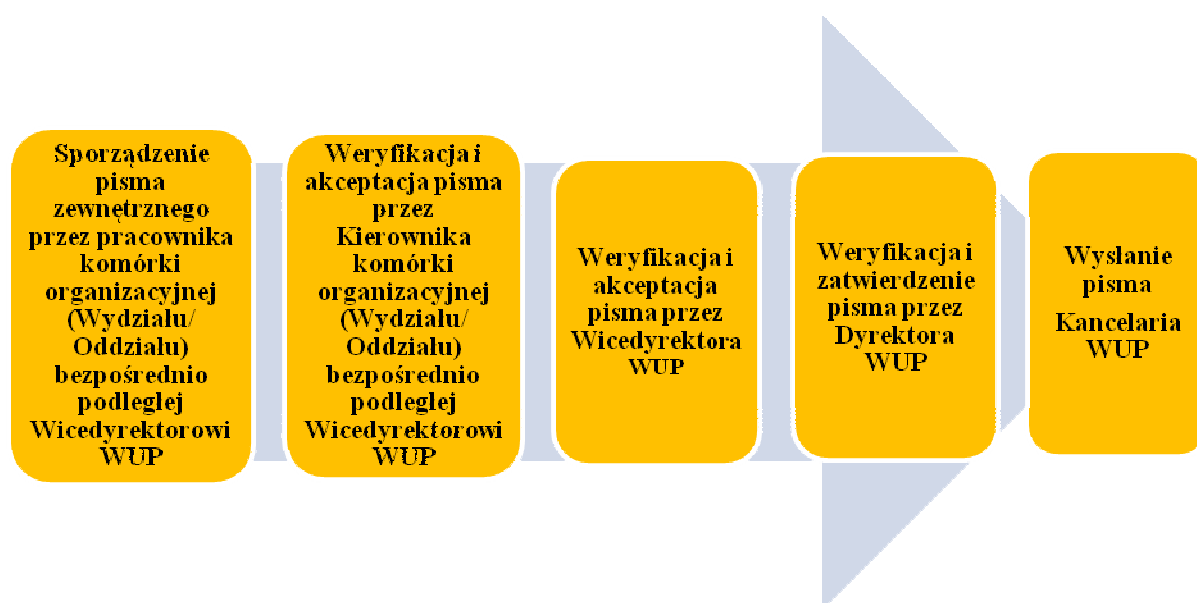 Sporządzenie
pisma
zewnętrznego
przez pracownika
komórki
organizacyjnej
(Wydziału/
Oddziału)
bezpośrednio
podległej
Wicedyrektorowi
WUP
Weryfikacja i
akceptacja pisma
przez
Kierownika
komórki
organizacyjnej
(Wydziału/
Oddziału)
bezpośrednio
podległej
Wicedyrektorowi
WUP
Weryfikacja i
akceptacja
pisma przez
Wicedyrektora
WUP
Weryfikacja i
zatwierdzenie
pisma przez
Dyrektora
WUP
Wysłanie
pisma
Kancelaria
WUP